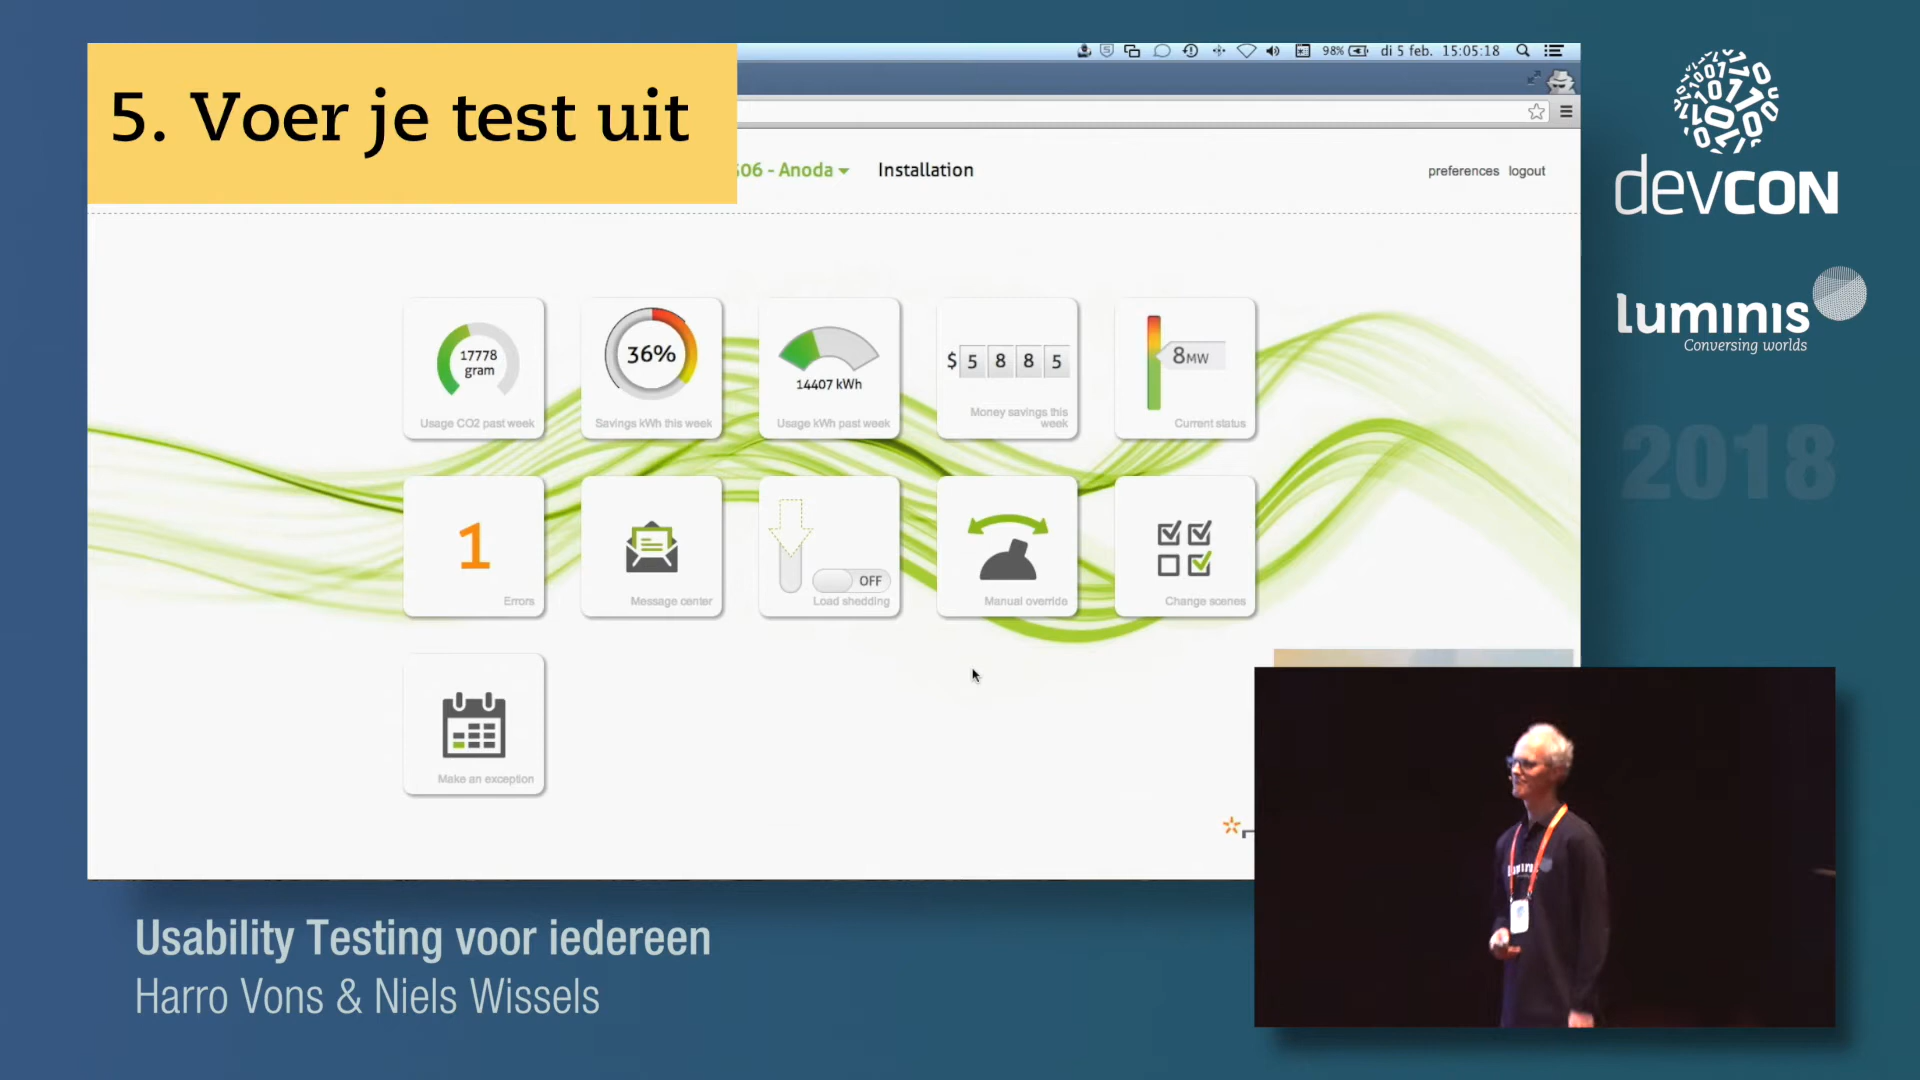 5. Voer je test uit
98%
di 5 feb. 15:05:18
06 - Anoda
Installation
preferences
logout
17778
gram
Usage CO2 past week
36%
Savings kWh this week
14407 kWh
Usage kWh past week
$ 5 8 8 5
Money savings this
week
8MW
Current status
1
Errors
Message center
OFF
Load shedding
Manual override
Change scenes
Make an exception
devCON
luminis
Conversing worlds
2018
Usability Testing voor iedereen
Harro Vons & Niels Wissels